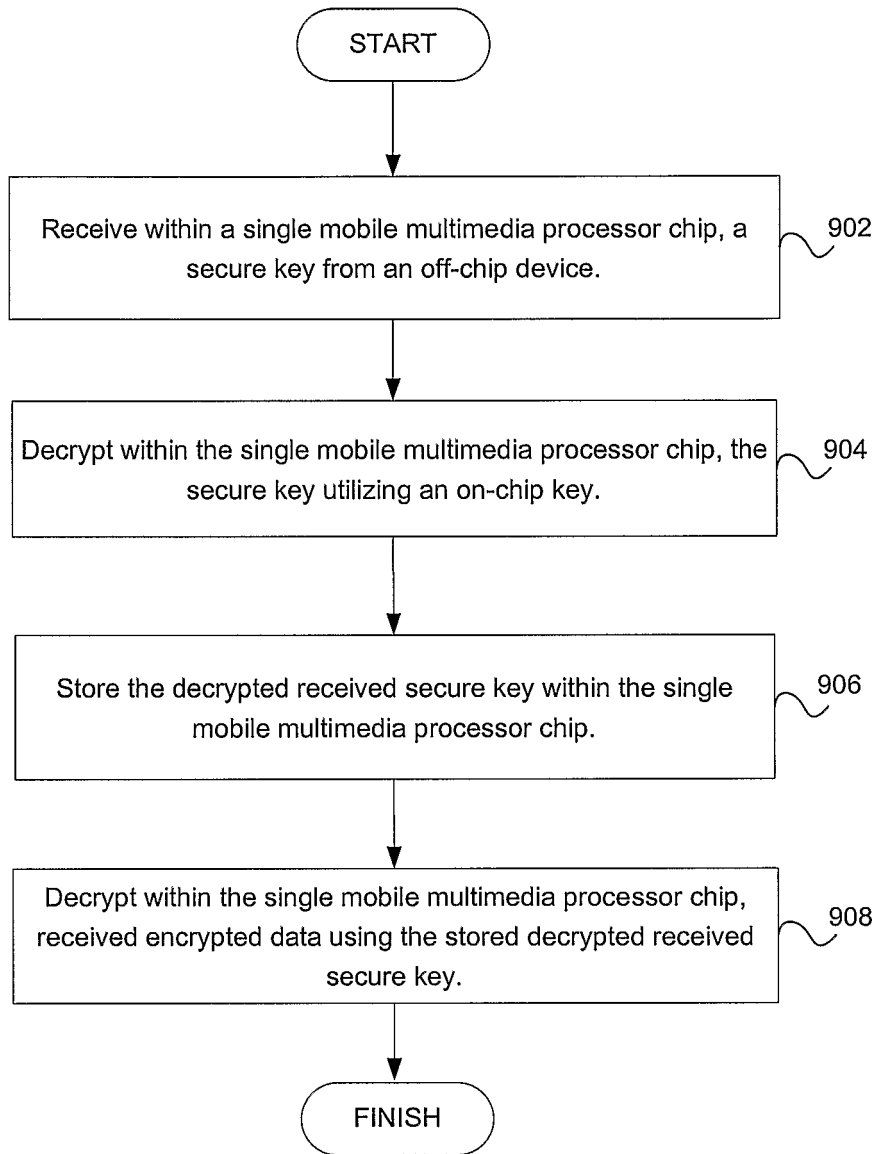 START
Receive within a single mobile multimedia processor chip, a
secure key from an off-chip device.
902
Decrypt within the single mobile multimedia processor chip, the
secure key utilizing an on-chip key.
904
Store the decrypted received secure key within the single
mobile multimedia processor chip.
906
Decrypt within the single mobile multimedia processor chip,
received encrypted data using the stored decrypted received
secure key.
908
FINISH